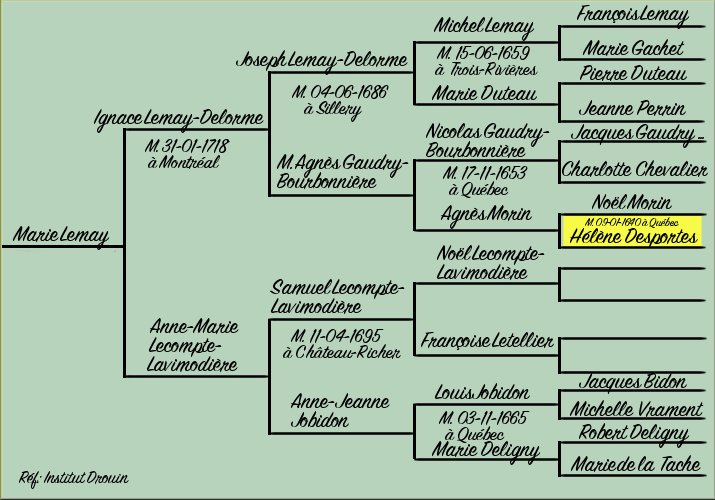 François Lemay
Michel Lemay
M. 15-06-1659
à Trois-Rivières
Marie Gachet
Joseph Lemay-Delorme
M. 04-06-1686
à Sillery
Pierre Duteau
Marie Duteau
Jeanne Perrin
Ignace Lemay-Delorme
M. 31-01-1718
à Montréal
Nicolas Gaudry-
Bourbonnière
Jacques Gaudry...
M. 17-11-1653
à Québec
Charlotte Chevalier
M. Agnès Gaudry-
Bourbonnière
Agnès Morin
Noël Morin
M. 09-01-1640 à Québec
Hélène Desportes
Marie Lemay
Noël Lecompte-
Lavimodière
Samuel Lecompte-
Lavimodière
M. 11-04-1695
à Château-Richer
Françoise Letellier
Anne-Marie
Lecompte-
Lavimodière
Louis Jobidon
Jacques Bidon
M. 03-11-1665
à Québec
Michelle Vrament
Anne-Jeanne
Jobidon
Marie Deligny
Robert Deligny
Marie de la Tache
Réf: Institut Drouin